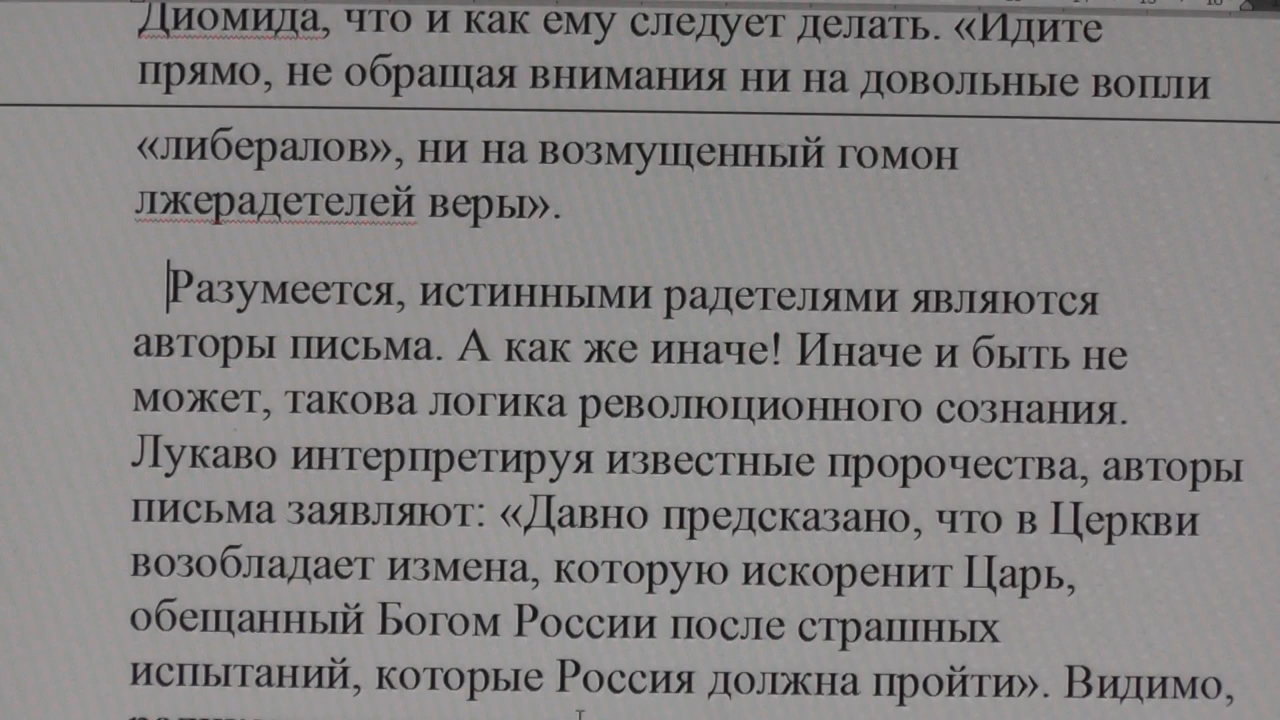 Диомида, что и как ему следует делать. «Идите
прямо, не обращая внимания ни на довольные вопли
«либералов», ни на возмущенный гомон
лжерадетелей веры».
Разумеется, истинными радетелями являются
авторы письма. А как же иначе! Иначе и быть не
может, такова логика революционного сознания.
Лукаво интерпретируя известные пророчества, авторы
письма заявляют: «Давно предсказано, что в Церкви
возобладает измена, которую искоренит Царь,
обещанный Богом России после страшных
испытаний, которые Россия должна пройти». Видимо,